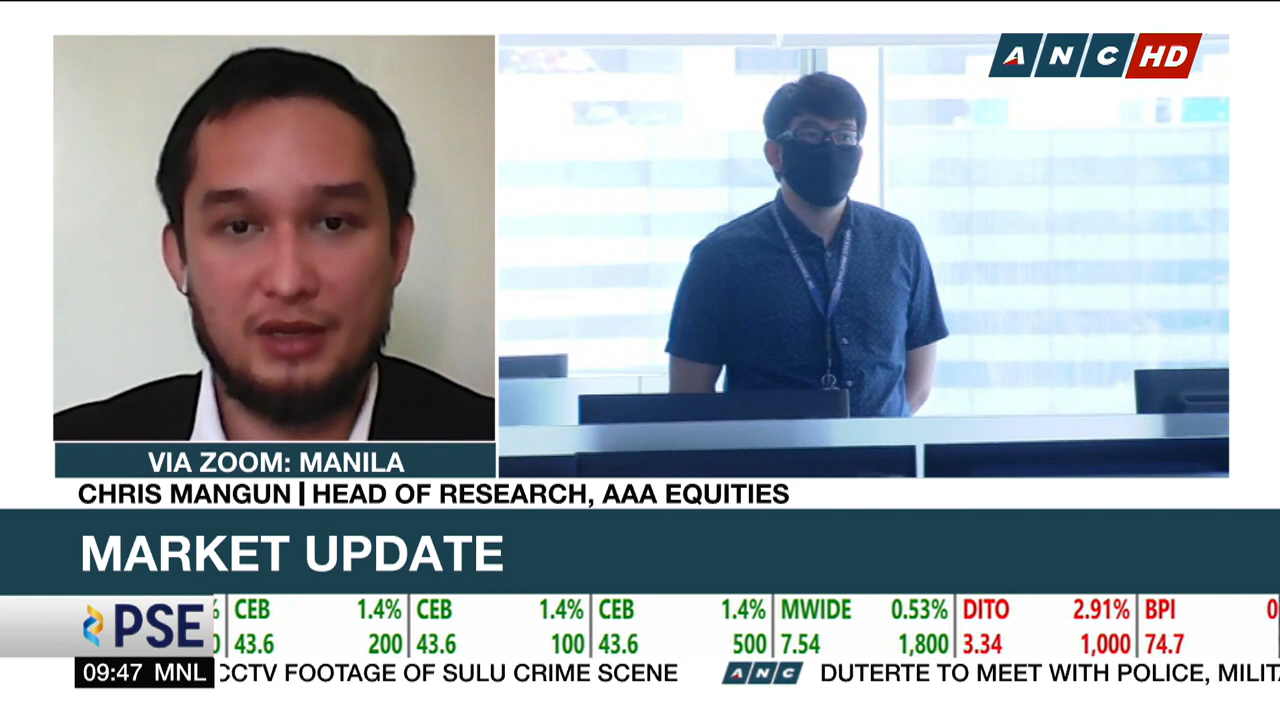 ANC HD
VIA ZOOM: MANILA
CHRIS MANGUN | HEAD OF RESEARCH, AAA EQUITIES
MARKET UPDATE
PSE
% CEB 1.4% CEB 1.4% CEB 1.4% MWIDE 0.53% DITO 2.91% BPI 0
0 43.6 200 43.6 100 43.6 500 7.54 1,800 3.34 1,000 74.7
09:47 MNL CCTV FOOTAGE OF SULU CRIME SCENE ANC DUTERTE TO MEET WITH POLICE, MILIT